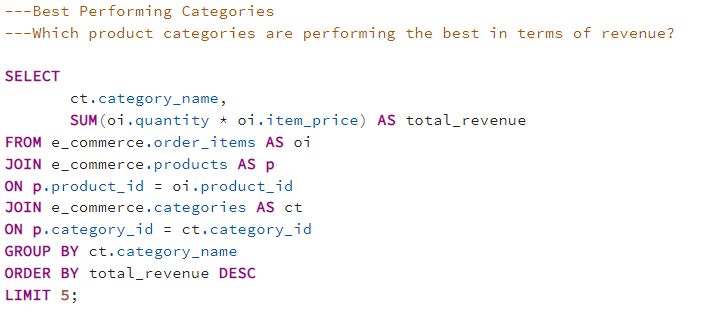 ---Best Performing Categories
---Which product categories are performing the best in terms of revenue?

SELECT
       ct.category_name,
       SUM(oi.quantity * oi.item_price) AS total_revenue
FROM e_commerce.order_items AS oi
JOIN e_commerce.products AS p
ON p.product_id = oi.product_id
JOIN e_commerce.categories AS ct
ON p.category_id = ct.category_id
GROUP BY ct.category_name
ORDER BY total_revenue DESC
LIMIT 5;